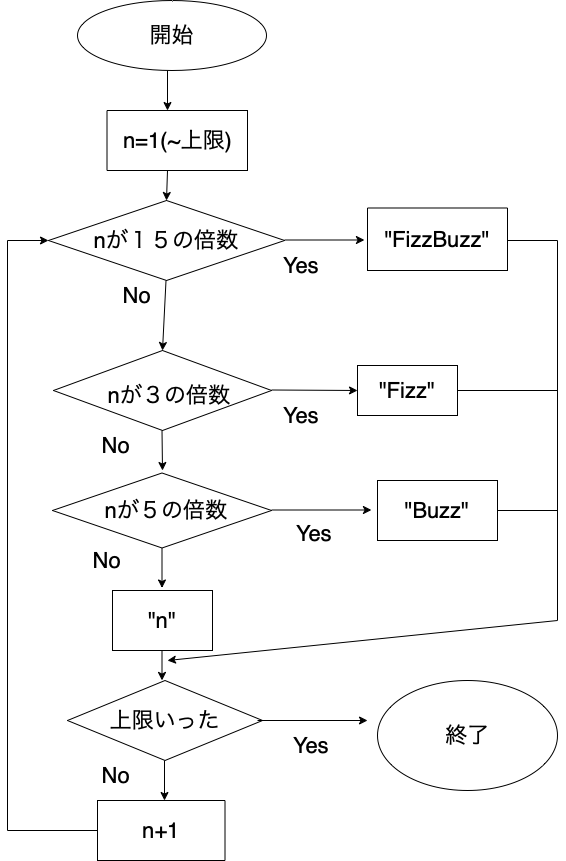 開始
n=1(~上限)
nが１５の倍数
Yes
"FizzBuzz"
No
nが３の倍数
Yes
"Fizz"
No
nが５の倍数
Yes
"Buzz"
No
"n"
上限いった
Yes
終了
No
n+1